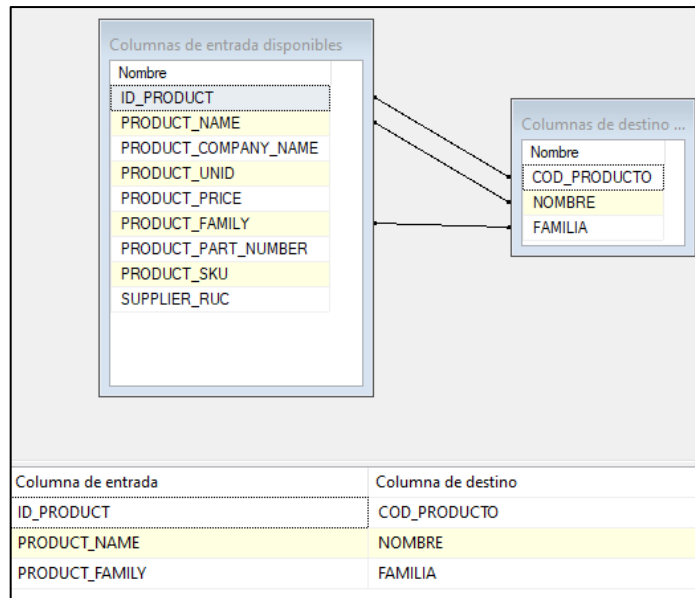 Columnas de entrada disponibles
Nombre
ID_PRODUCT
PRODUCT_NAME
PRODUCT_COMPANY_NAME
PRODUCT_UNID
PRODUCT_PRICE
PRODUCT_FAMILY
PRODUCT_PART_NUMBER
PRODUCT_SKU
SUPPLIER_RUC
Columnas de destino ...
Nombre
COD_PRODUCTO
NOMBRE
FAMILIA
Columna de entrada Columna de destino
ID_PRODUCT COD_PRODUCTO
PRODUCT_NAME NOMBRE
PRODUCT_FAMILY FAMILIA